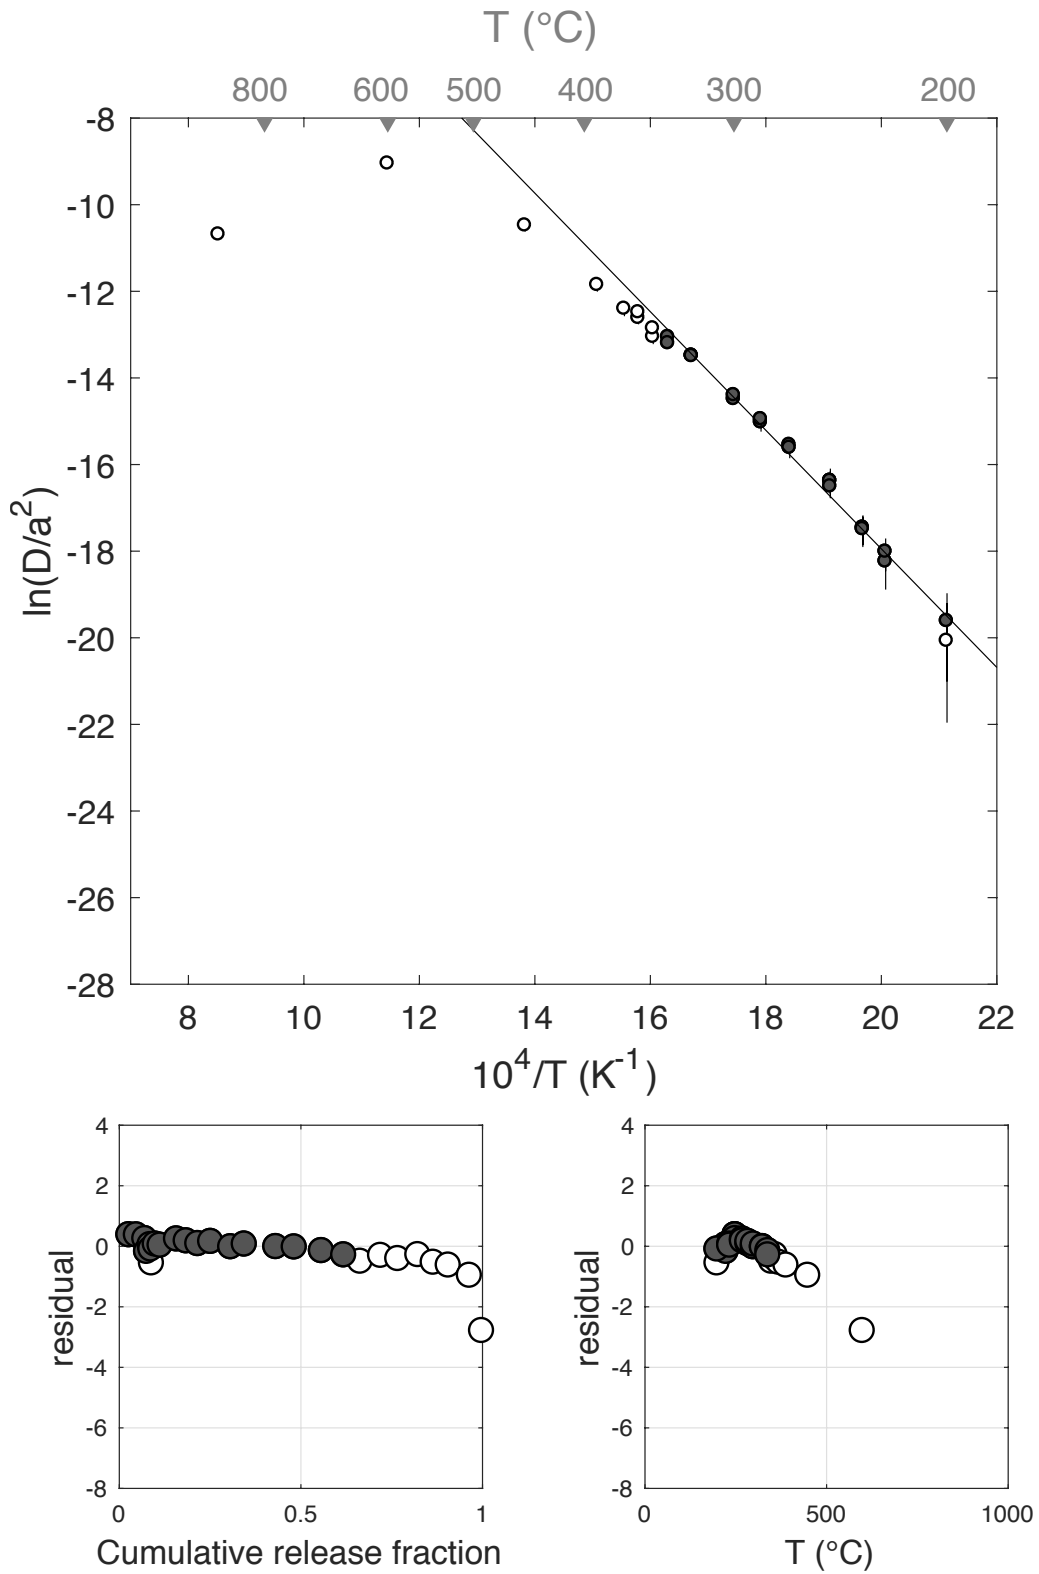 T (°C)
800 600 500 400 300 200
-8
-10
-12
-14
-16
-18
-20
-22
-24
-26
-28
ln(D/a²)
8 10 12 14 16 18 20 22
10⁴/T (K⁻¹)
4
2
0
-2
-4
-6
-8
residual
0 0.5 1
Cumulative release fraction
4
2
0
-2
-4
-6
-8
residual
0 500 1000
T (°C)